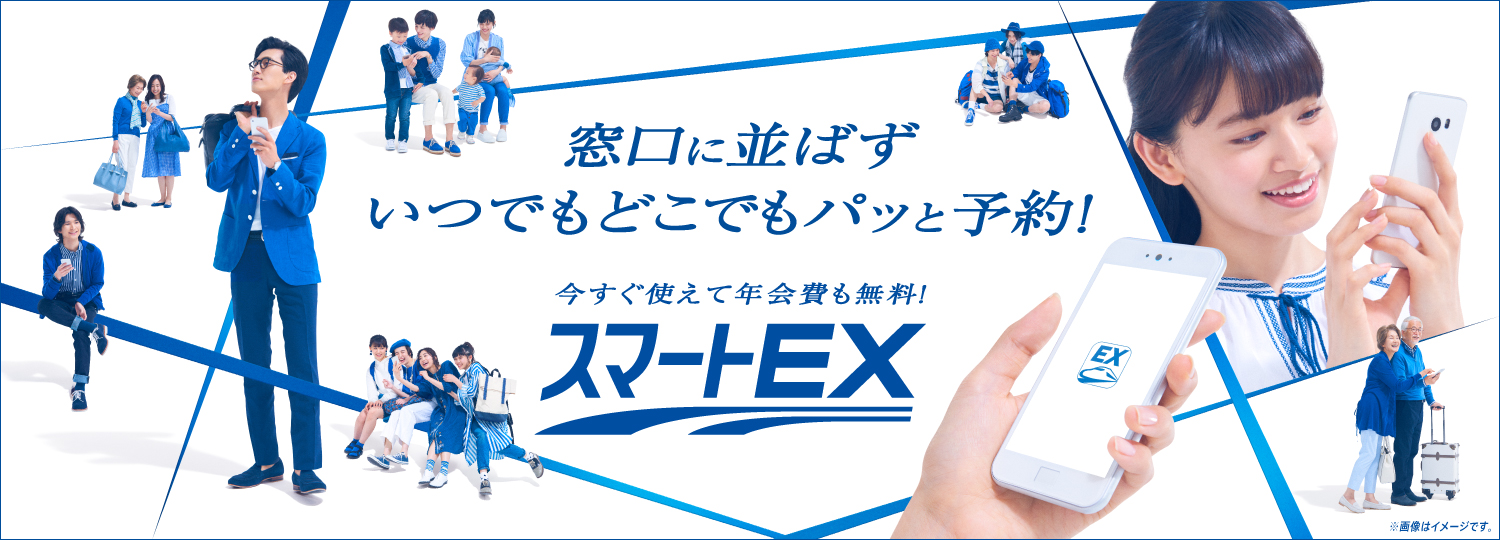 窓口に並ばず
いつでもどこでもパッと予約!
今すぐ使えて年会費も無料!
スマートEX
EX
※画像はイメージです。